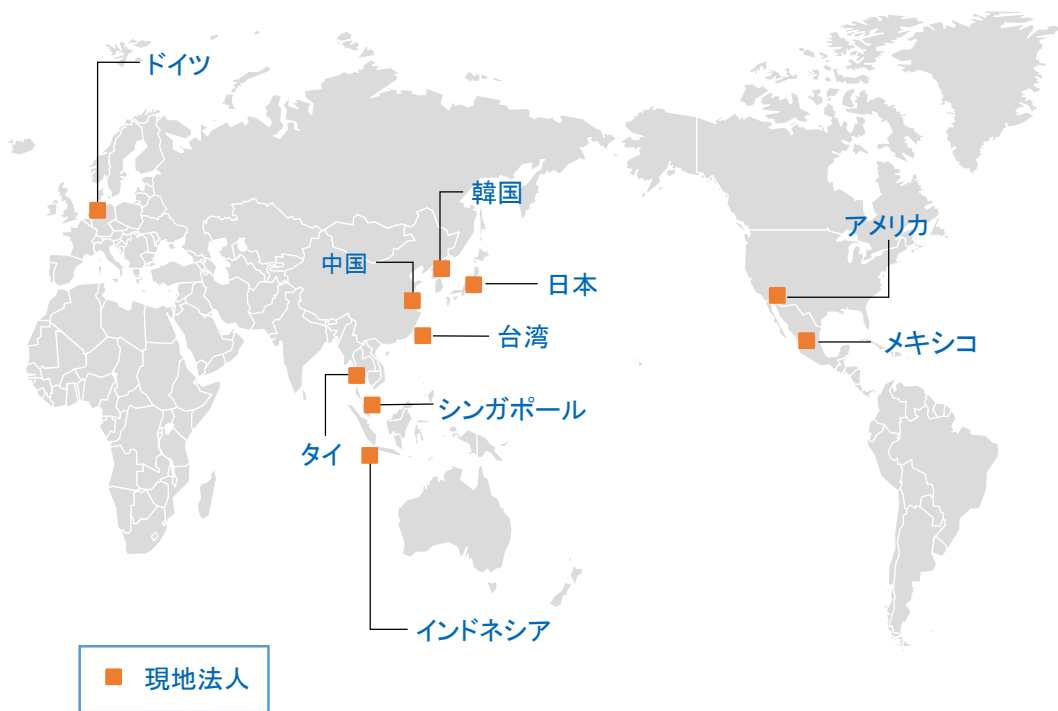 ドイツ
韓国
アメリカ
中国
日本
台湾
メキシコ
シンガポール
タイ
インドネシア
現地法人